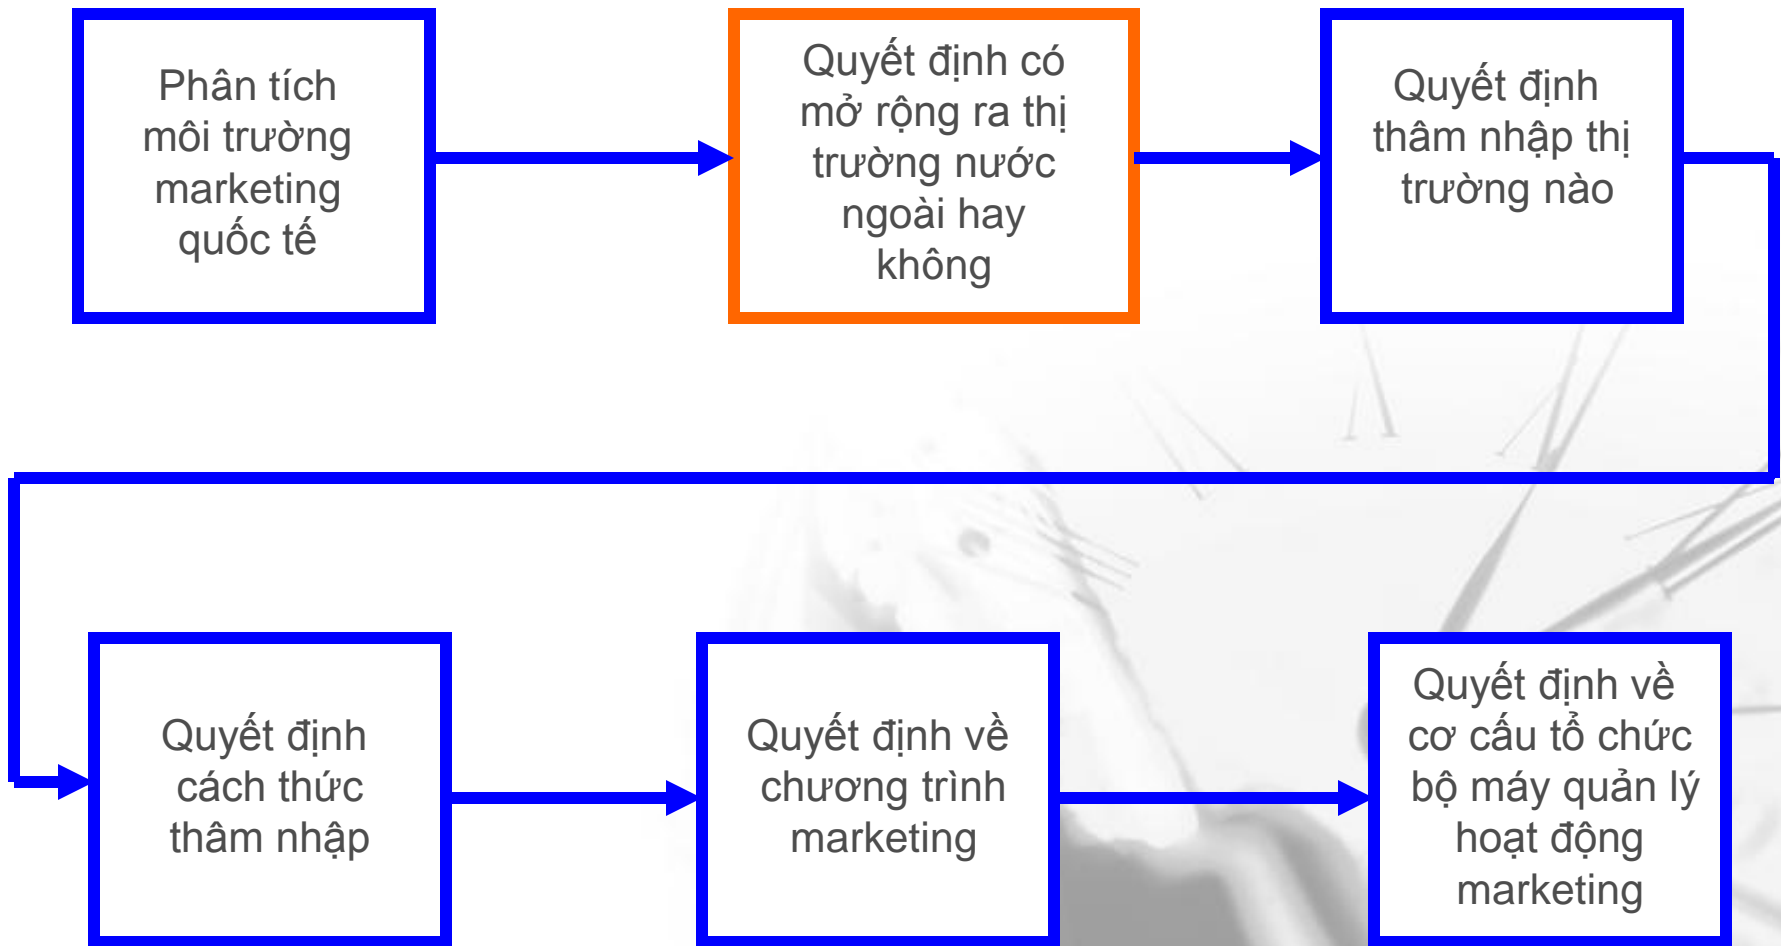 Phân tích
môi trường
marketing
quốc tế
Quyết định có
mở rộng ra thị
trường nước
ngoài hay
không
Quyết định
thâm nhập thị
trường nào
Quyết định
cách thức
thâm nhập
Quyết định về
chương trình
marketing
Quyết định về
cơ cấu tổ chức
bộ máy quản lý
hoạt động
marketing